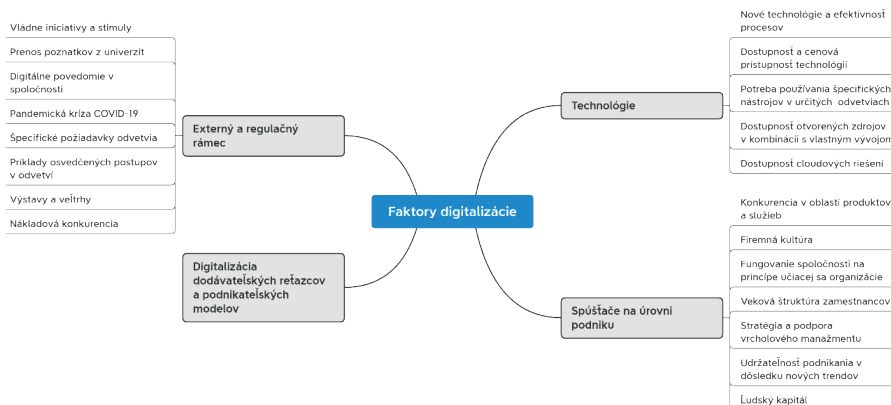 Vládne iniciatívy a stimuly
Prenos poznatkov z univerzít
Digitálne povedomie v
spoločnosti
Pandemická kríza COVID-19
Špecifické požiadavky odvetvia
Príklady osvedčených postupov
v odvetví
Výstavy a veľtrhy
Nákladová konkurencia
Externý a regulačný
rámec
Digitalizácia
dodávateľských reťazcov
a podnikateľských
modelov
Faktory digitalizácie
Technológie
Nové technológie a efektívnosť
procesov
Dostupnosť a cenová
prístupnosť technológií
Potreba používania špecifických
nástrojov v určitých odvetviach
Dostupnosť otvorených zdrojov
v kombinácii s vlastným vývojom
Dostupnosť cloudových riešení
Spúšťače na úrovni
podniku
Konkurencia v oblasti produktov
a služieb
Firemná kultúra
Fungovanie spoločnosti na
princípe učiacej sa organizácie
Veková štruktúra zamestnancov
Stratégia a podpora
vrcholového manažmentu
Udržateľnosť podnikania v
dôsledku nových trendov
Ľudský kapitál